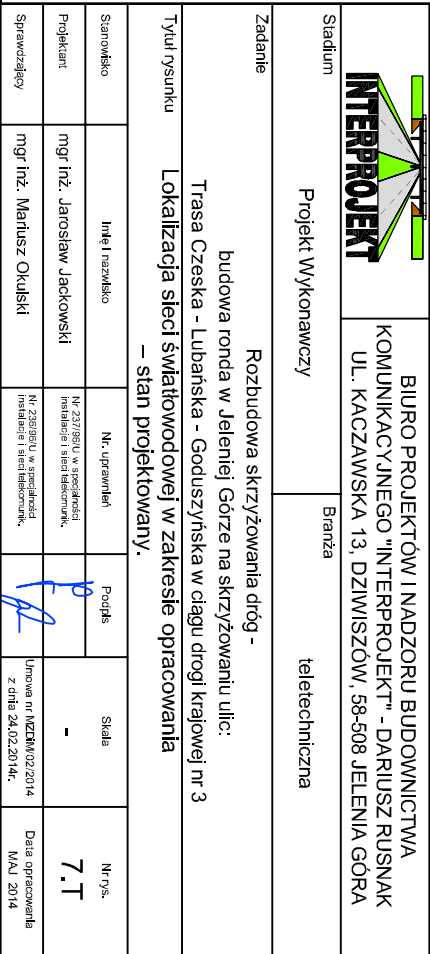 INTERPROJEKT
BIURO PROJEKTÓW I NADZORU BUDOWNICTWA
KOMUNIKACYJNEGO "INTERPROJEKT" - DARIUSZ RUSNAK
UL. KACZAWSKA 13, DZIWISZÓW, 58-508 JELENIA GÓRA
Stadium
Projekt Wykonawczy
Branża
teletechniczna
Zadanie
Rozbudowa skrzyżowania dróg -
budowa ronda w Jeleniej Górze na skrzyżowaniu ulic:
Trasa Czeska - Lubańska - Goduszyńska w ciągu drogi krajowej nr 3
Tytuł rysunku
Lokalizacja sieci światłowodowej w zakresie opracowania
– stan projektowany.
Stanowisko
Imię i nazwisko
Nr. uprawnień
Podpis
Skala
Nr rys.
Projektant
mgr inż. Jarosław Jackowski
Nr 237/96/U w specjalności
instalacje i sieci telekomunik.
-
7.T
Sprawdzający
mgr inż. Mariusz Okulski
Nr 236/96/U w specjalności
instalacje i sieci telekomunik.
Umowa nr MZDiM/02/2014
z dnia 24.02.2014r.
Data opracowania
MAJ 2014